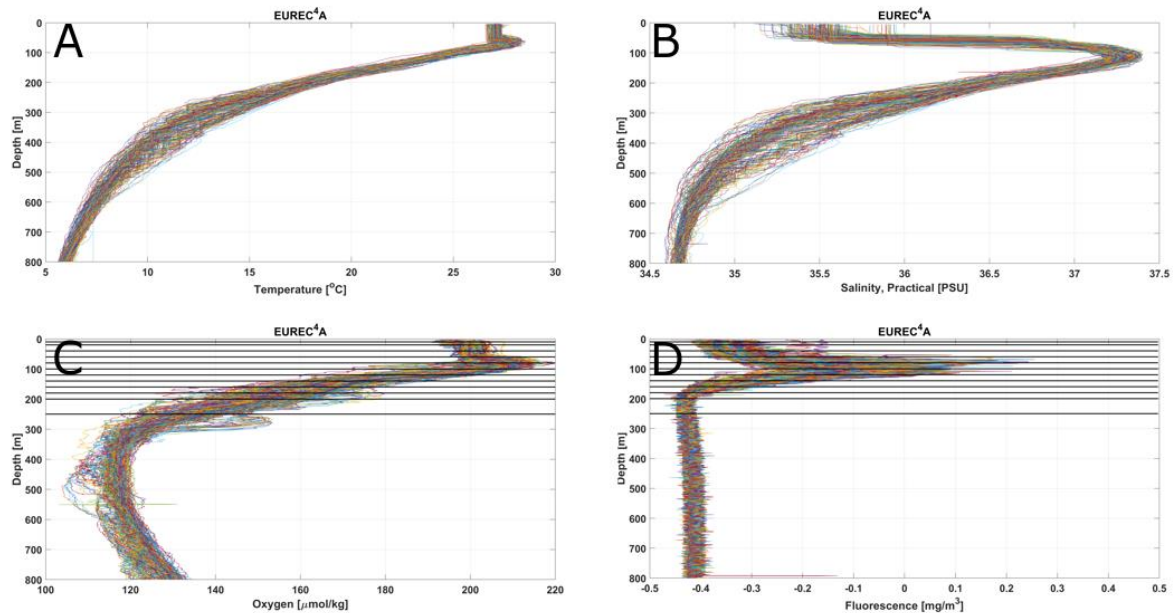 EUREC⁴A
A
0
100
200
300
400
500
600
700
800
Depth [m]
5 10 15 20 25 30
Temperature [°C]
EUREC⁴A
B
0
100
200
300
400
500
600
700
800
Depth [m]
34.5 35 35.5 36 36.5 37 37.5
Salinity, Practical [PSU]
EUREC⁴A
C
0
100
200
300
400
500
600
700
800
Depth [m]
100 120 140 160 180 200 220
Oxygen [μmol/kg]
EUREC⁴A
D
0
100
200
300
400
500
600
700
800
Depth [m]
-0.5 -0.4 -0.3 -0.2 -0.1 0 0.1 0.2 0.3 0.4 0.5
Fluorescence [mg/m³]